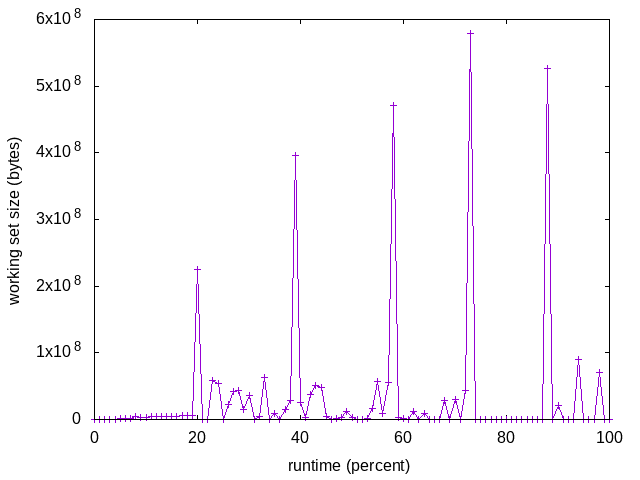 6x10^8
5x10^8
4x10^8
3x10^8
2x10^8
1x10^8
0
working set size (bytes)
0 20 40 60 80 100
runtime (percent)